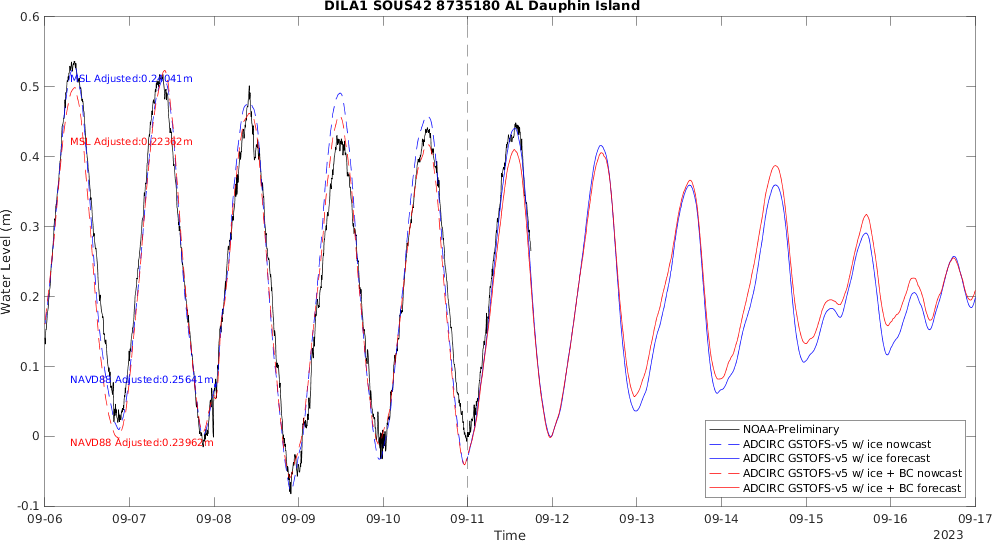 DILA1 SOUS42 8735180 AL Dauphin Island
0.6
0.5
0.4
0.3
0.2
0.1
0
-0.1
Water Level (m)
MSL Adjusted:0.24041m
MSL Adjusted:0.22362m
NAVD88 Adjusted:0.25641m
NAVD88 Adjusted:0.23962m
NOAA-Preliminary
ADCIRC GSTOFS-v5 w/ ice nowcast
ADCIRC GSTOFS-v5 w/ ice forecast
ADCIRC GSTOFS-v5 w/ ice + BC nowcast
ADCIRC GSTOFS-v5 w/ ice + BC forecast
09-06 09-07 09-08 09-09 09-10 09-11 09-12 09-13 09-14 09-15 09-16 09-17
Time
2023